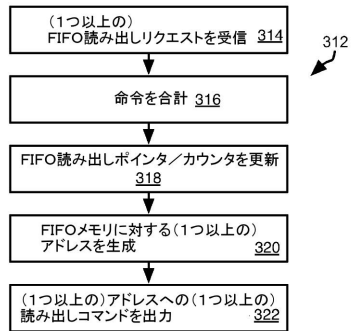 （1つ以上の）
FIFO読み出しリクエストを受信 314
312
命令を合計 316
FIFO読み出しポインタ／カウンタを更新
318
FIFOメモリに対する（1つ以上の）
アドレスを生成 320
（1つ以上の）アドレスへの（1つ以上の）
読み出しコマンドを出力 322